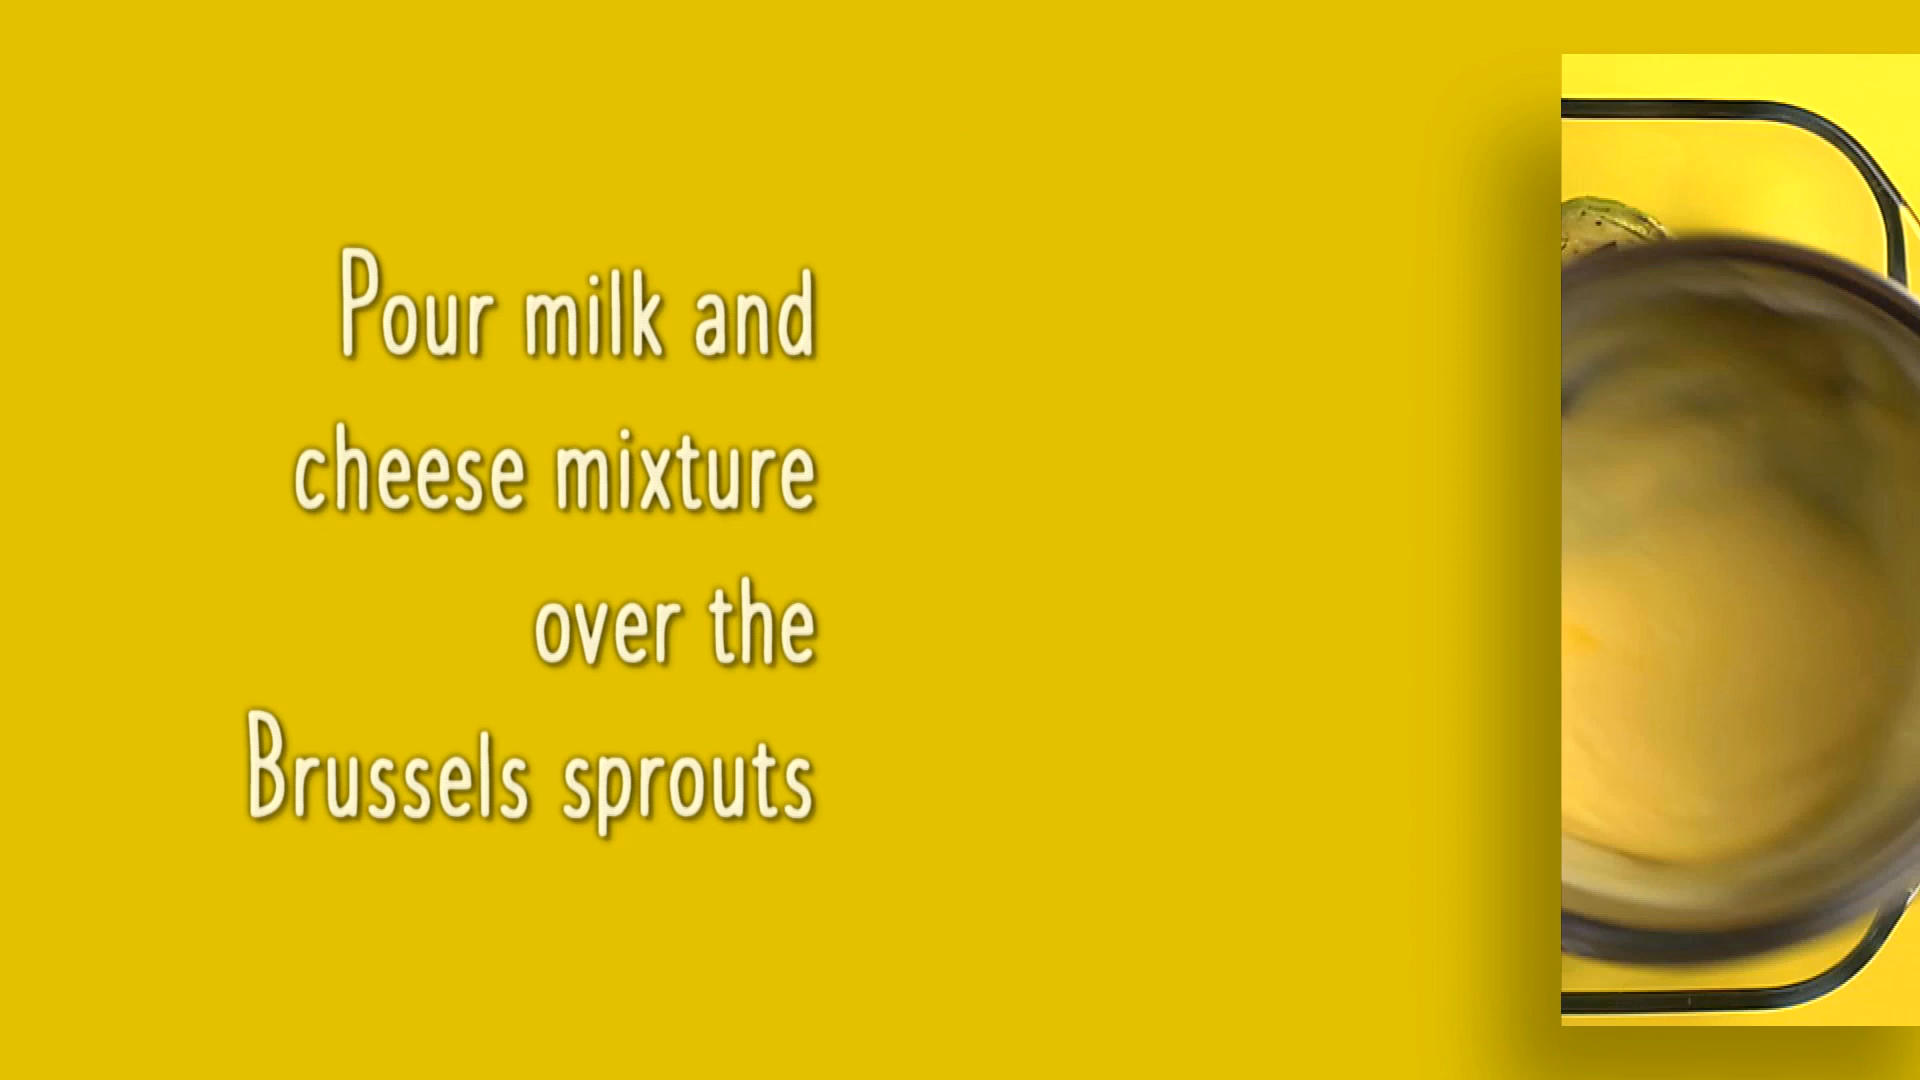 Pour milk and
cheese mixture
over the
Brussels sprouts